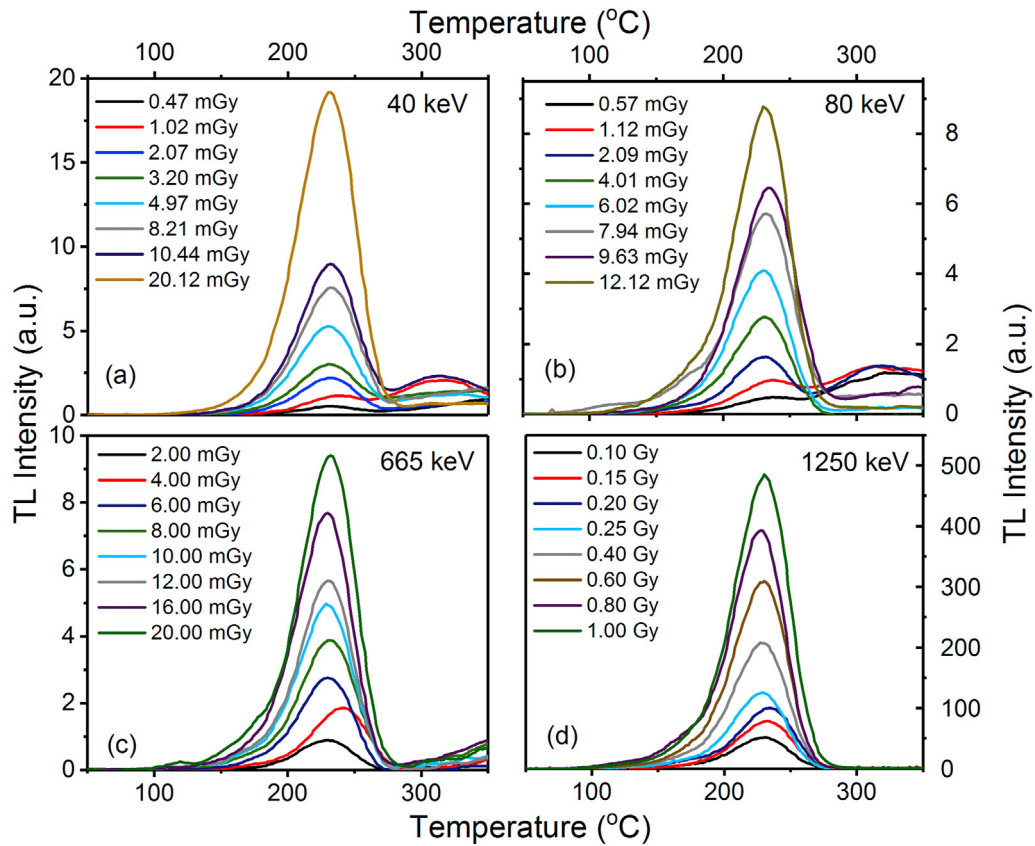 Temperature (°C)
100 200 300
100 200 300
TL Intensity (a.u.)
20
15
10
5
0
0.47 mGy
1.02 mGy
2.07 mGy
3.20 mGy
4.97 mGy
8.21 mGy
10.44 mGy
20.12 mGy
40 keV
(a)
0.57 mGy
1.12 mGy
2.09 mGy
4.01 mGy
6.02 mGy
7.94 mGy
9.63 mGy
12.12 mGy
80 keV
(b)
8
6
4
2
0
TL Intensity (a.u.)
10
8
6
4
2
0
2.00 mGy
4.00 mGy
6.00 mGy
8.00 mGy
10.00 mGy
12.00 mGy
16.00 mGy
20.00 mGy
665 keV
(c)
0.10 Gy
0.15 Gy
0.20 Gy
0.25 Gy
0.40 Gy
0.60 Gy
0.80 Gy
1.00 Gy
1250 keV
(d)
500
400
300
200
100
0
100 200 300
100 200 300
Temperature (°C)